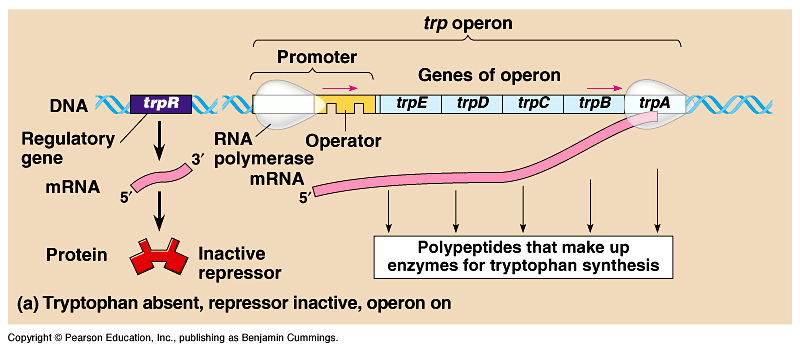 trp operon
Promoter
Genes of operon
DNA
trpR
trpE
trpD
trpC
trpB
trpA
Regulatory
gene
RNA
polymerase
Operator
mRNA
3′
5′
mRNA
5′
Protein
Inactive
repressor
Polypeptides that make up
enzymes for tryptophan synthesis
(a) Tryptophan absent, repressor inactive, operon on
Copyright © Pearson Education, Inc., publishing as Benjamin Cummings.